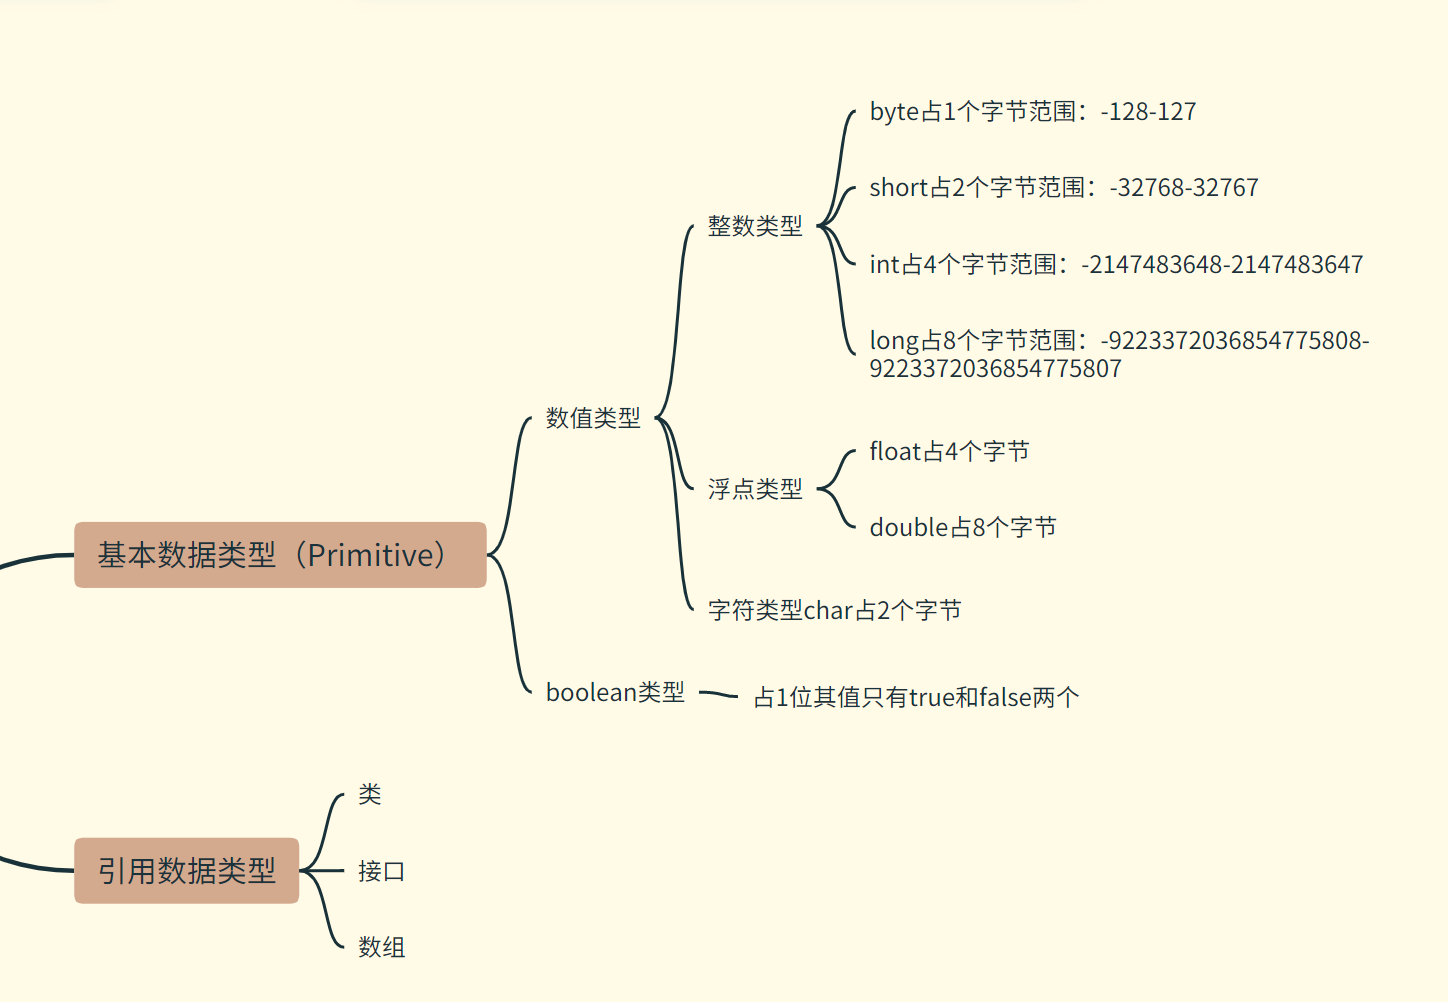 byte占1个字节范围：-128-127
short占2个字节范围：-32768-32767
整数类型
int占4个字节范围：-2147483648-2147483647
long占8个字节范围：-9223372036854775808-
9223372036854775807
数值类型
float占4个字节
浮点类型
double占8个字节
基本数据类型（Primitive）
字符类型char占2个字节
boolean类型
占1位其值只有true和false两个
类
引用数据类型
接口
数组